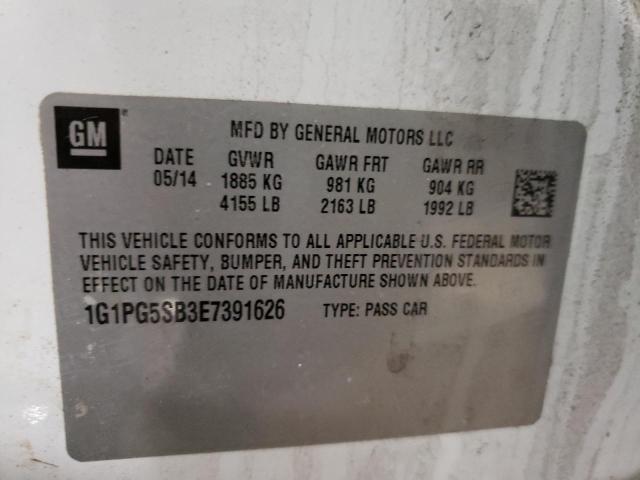 GM
MFD BY GENERAL MOTORS LLC
DATE GVWR GAWR FRT GAWR RR
05/14 1885 KG 981 KG 904 KG
4155 LB 2163 LB 1992 LB
THIS VEHICLE CONFORMS TO ALL APPLICABLE U.S. FEDERAL MOTOR
VEHICLE SAFETY, BUMPER, AND THEFT PREVENTION STANDARDS IN
EFFECT ON THE DATE OF MANUFACTURE SHOWN ABOVE.
1G1PG5SB3E7391626 TYPE: PASS CAR